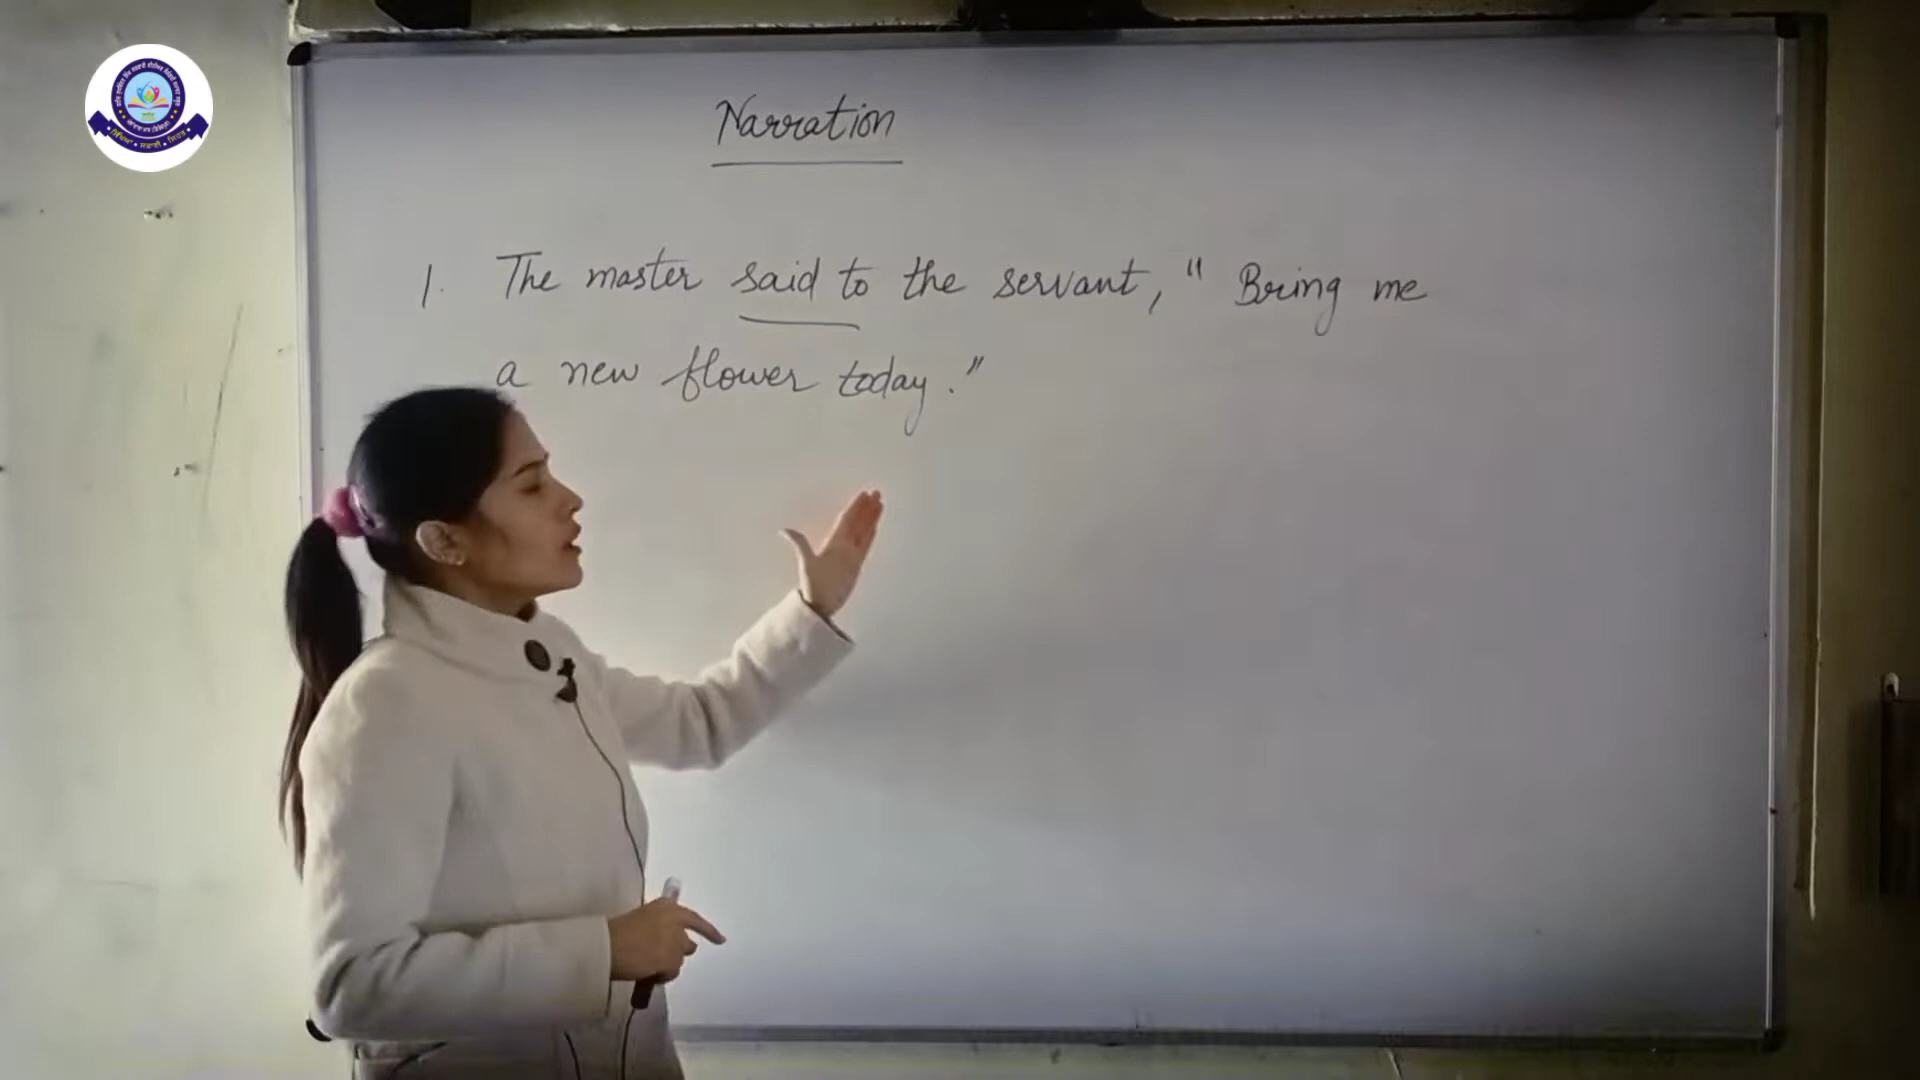 Narration
1. The master said to the servant, " Bring me
a new flower today."